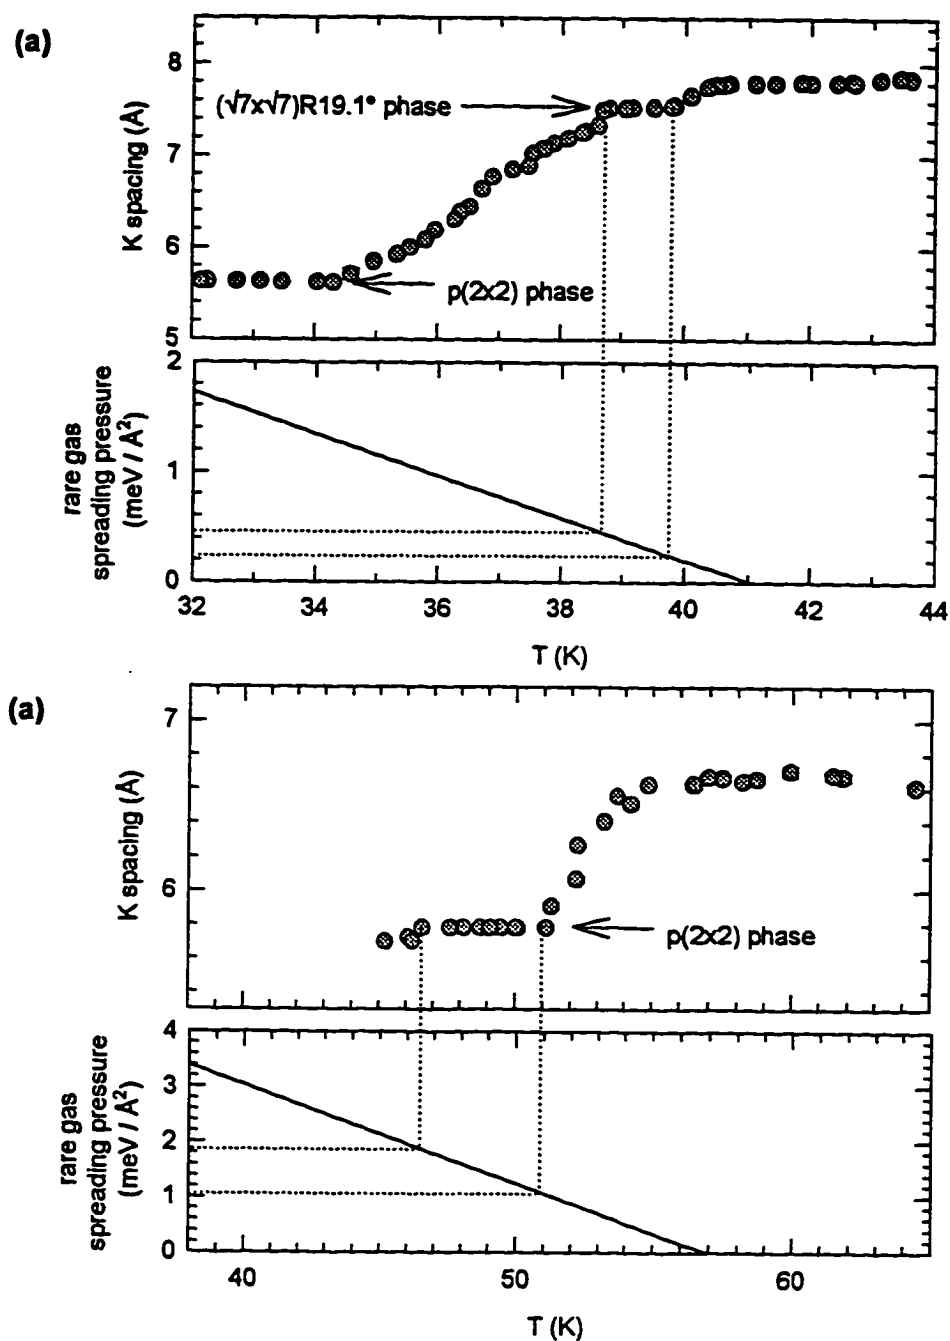 (a)
8
7
6
5
K spacing (Å)
(√7x√7)R19.1° phase
p(2x2) phase
2
1
0
rare gas
spreading pressure
(meV / Å²)
32 34 36 38 40 42 44
T (K)
(a)
7
6
K spacing (Å)
p(2x2) phase
4
3
2
1
0
rare gas
spreading pressure
(meV / Å²)
40 50 60
T (K)